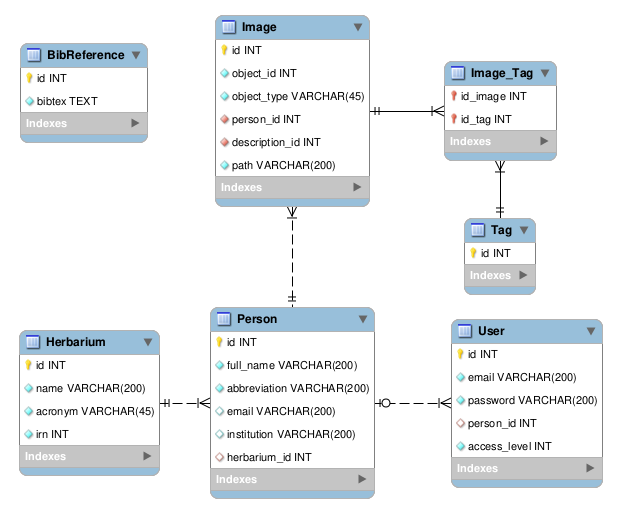 BibReference
id INT
bibtex TEXT
Indexes
Image
id INT
object_id INT
object_type VARCHAR(45)
person_id INT
description_id INT
path VARCHAR(200)
Indexes
Image_Tag
id_image INT
id_tag INT
Indexes
Tag
id INT
Indexes
Herbarium
id INT
name VARCHAR(200)
acronym VARCHAR(45)
irn INT
Indexes
Person
id INT
full_name VARCHAR(200)
abbreviation VARCHAR(200)
email VARCHAR(200)
institution VARCHAR(200)
herbarium_id INT
Indexes
User
id INT
email VARCHAR(200)
password VARCHAR(200)
person_id INT
access_level INT
Indexes